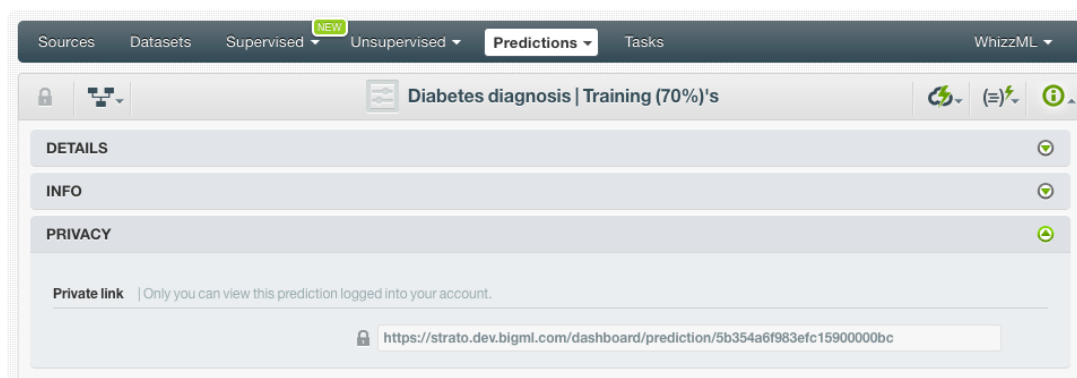 NEW
Sources Datasets Supervised Unsupervised Predictions Tasks WhizzML
Diabetes diagnosis | Training (70%)'s
DETAILS
INFO
PRIVACY
Private link | Only you can view this prediction logged into your account.
https://strato.dev.bigml.com/dashboard/prediction/5b354a6f983efc15900000bc